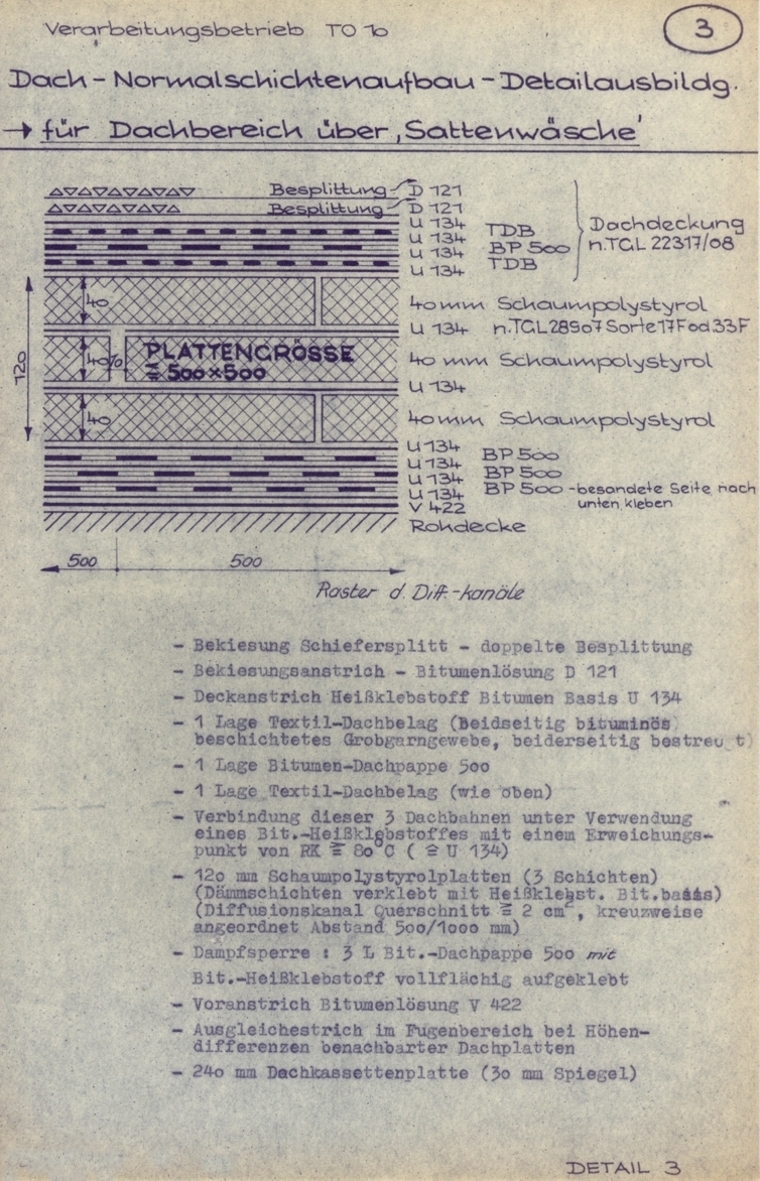 Verarbeitungsbetrieb TO 10
3
Dach - Normalschichtenaufbau - Detailausbildg.
→ für Dachbereich über ‚Sattenwäsche'
Besplittung D 121
Besplittung D 121
U 134
U 134 TDB
U 134 BP 500
U 134 TDB
Dachdeckung
n.TGL 22317/08
40
40 mm Schaumpolystyrol
U 134 n.TGL 28907 Sorte 17F od 33F
120
40
PLATTENGRÖSSE
≦ 500×500
40 mm Schaumpolystyrol
U 134
40
40 mm Schaumpolystyrol
U 134 BP 500
U 134 BP 500
U 134
U 134 BP 500 - besandete Seite nach
unten kleben
V 422
Rohdecke
500 500
Raster d. Diff.-kanäle
- Bekiesung Schiefersplitt - doppelte Besplittung
- Bekiesungsanstrich - Bitumenlösung D 121
- Deckanstrich Heißklebstoff Bitumen Basis U 134
- 1 Lage Textil-Dachbelag (Beidseitig bituminös
beschichtetes Grobgarngewebe, beiderseitig bestreut)
- 1 Lage Bitumen-Dachpappe 500
- 1 Lage Textil-Dachbelag (wie oben)
- Verbindung dieser 3 Dachbahnen unter Verwendung
eines Bit.-Heißklebstoffes mit einem Erweichungs-
punkt von RK ≧ 80°C ( ≙ U 134)
- 120 mm Schaumpolystyrolplatten (3 Schichten)
(Dämmschichten verklebt mit Heißklebst. Bit.basis)
(Diffusionskanal Querschnitt ≧ 2 cm², kreuzweise
angeordnet Abstand 500/1000 mm)
- Dampfsperre : 3 L Bit.-Dachpappe 500 mit
Bit.-Heißklebstoff vollflächig aufgeklebt
- Voranstrich Bitumenlösung V 422
- Ausgleichestrich im Fugenbereich bei Höhen-
differenzen benachbarter Dachplatten
- 240 mm Dachkassettenplatte (30 mm Spiegel)
DETAIL 3